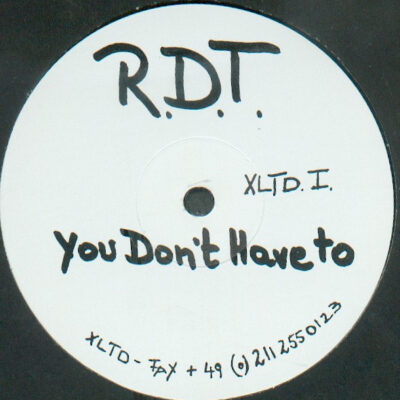 R.D.T.
XLTD. I.
You Don't Have to
XLTD - FAX + 49 (0) 211 2550123